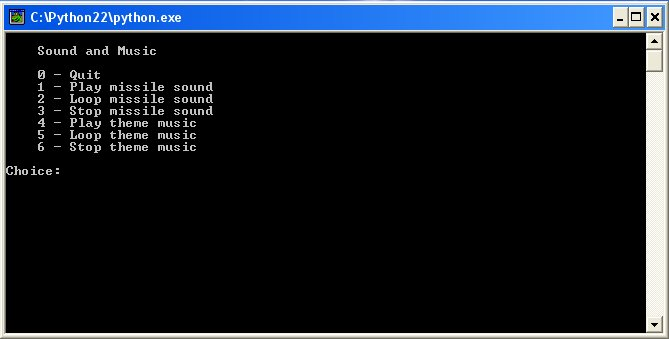 C:\Python22\python.exe
Sound and Music
0 - Quit
1 - Play missile sound
2 - Loop missile sound
3 - Stop missile sound
4 - Play theme music
5 - Loop theme music
6 - Stop theme music
Choice: